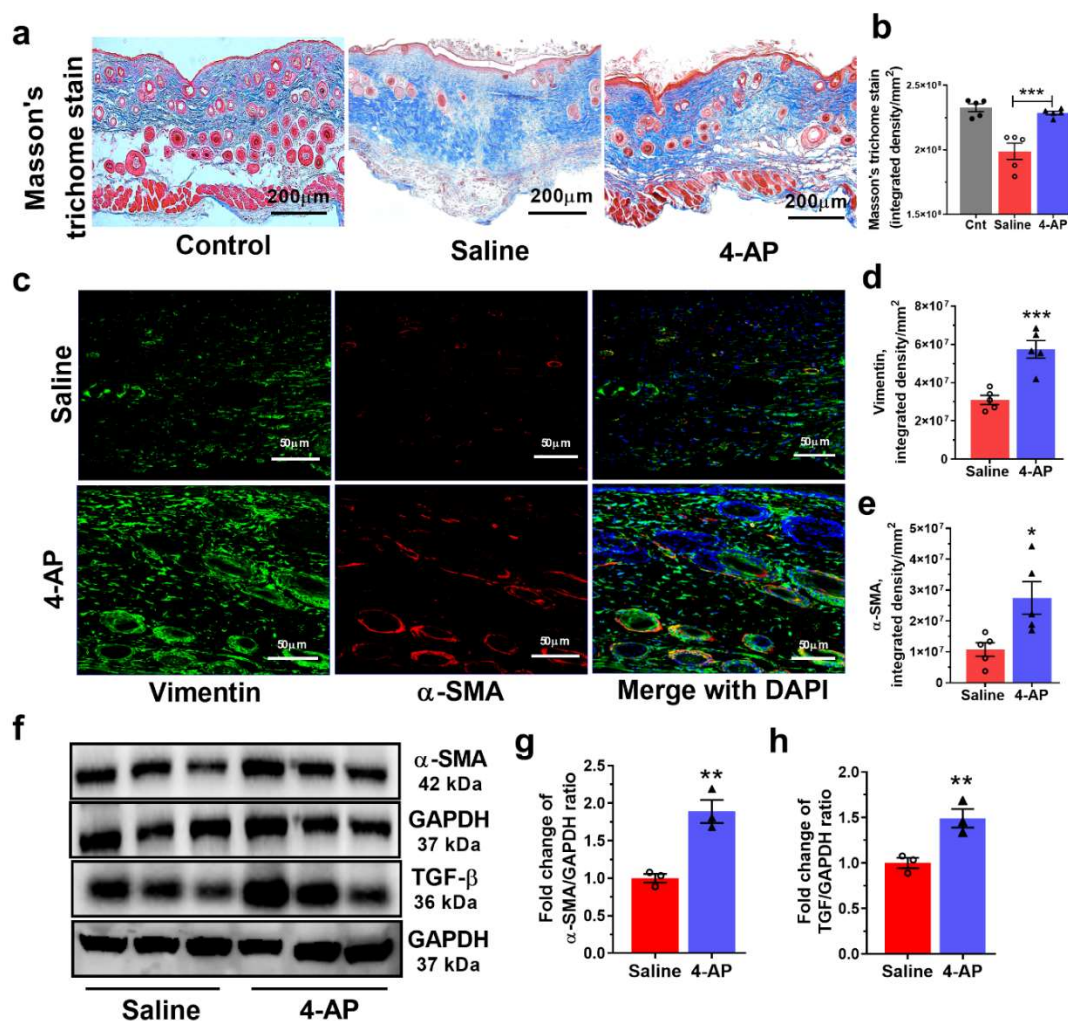 a
Masson's
trichome stain
200μm
200μm
200μm
Control
Saline
4-AP
b
Masson's trichome stain
(integrated density/mm²)
2.5×10⁸
2×10⁸
1.5×10⁸
***
Cnt Saline 4-AP
c
Saline
4-AP
50μm
50μm
50μm
50μm
50μm
50μm
Vimentin
α-SMA
Merge with DAPI
d
Vimentin,
integrated density/mm²
8×10⁷
6×10⁷
4×10⁷
2×10⁷
0
***
Saline 4-AP
e
α-SMA,
integrated density/mm²
5×10⁷
4×10⁷
3×10⁷
2×10⁷
1×10⁷
0
*
Saline 4-AP
f
α-SMA
42 kDa
GAPDH
37 kDa
TGF-β
36 kDa
GAPDH
37 kDa
Saline
4-AP
g
Fold change of
α-SMA/GAPDH ratio
2.5
2.0
1.5
1.0
0.5
0.0
**
Saline 4-AP
h
Fold change of
TGF/GAPDH ratio
2.0
1.5
1.0
0.5
0.0
**
Saline 4-AP